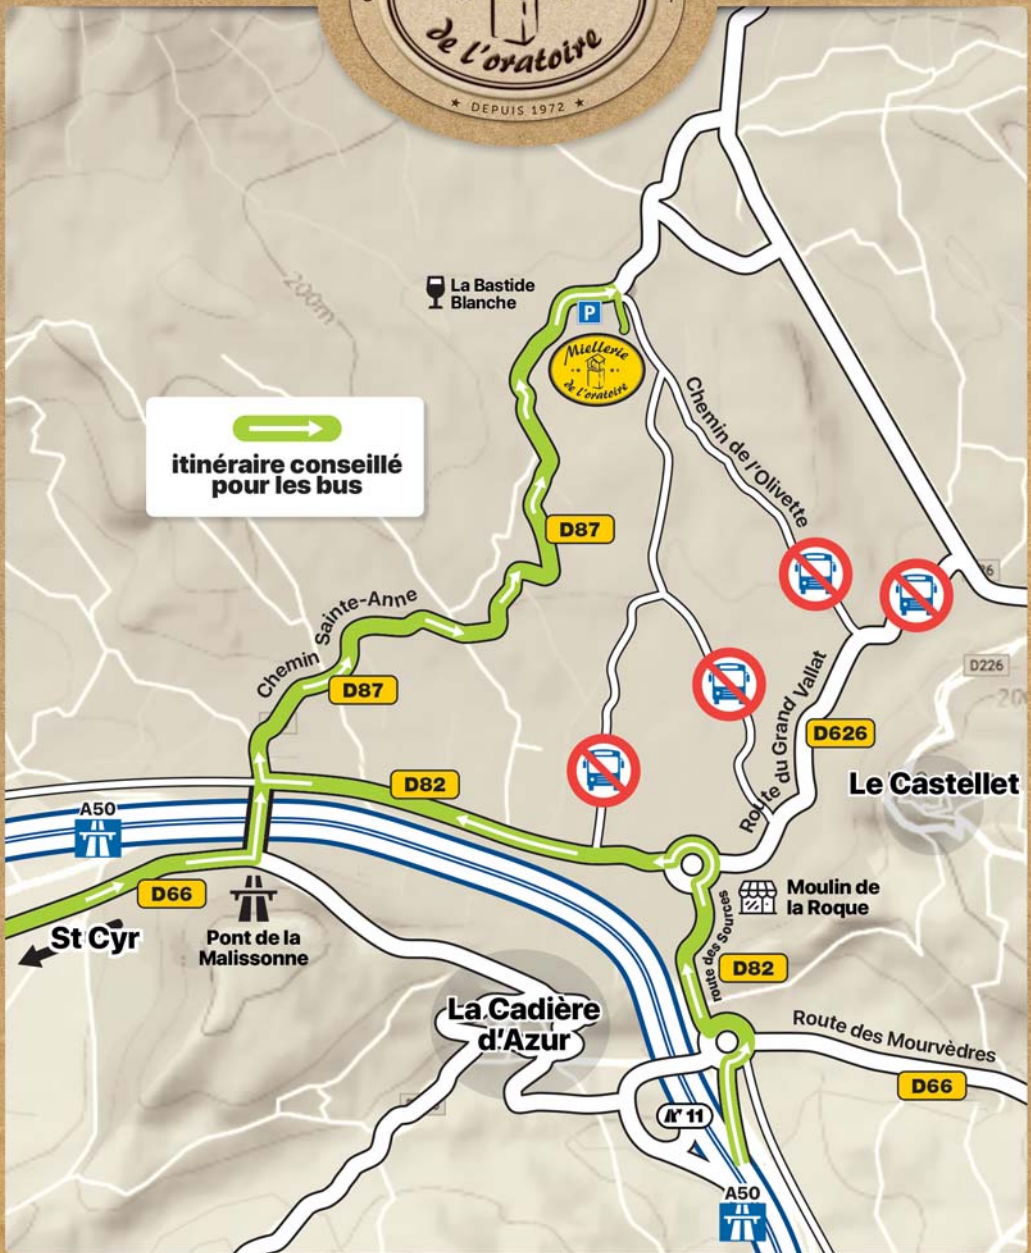 de l'oratoire
★ DEPUIS 1972 ★
200m
La Bastide
Blanche
P
Miellerie
de l'oratoire
itinéraire conseillé
pour les bus
Chemin de l'Olivette
D87
Chemin Sainte-Anne
D87
D226
Route du Grand Vallat
D626
Le Castellet
D82
A50
D66
St Cyr
Pont de la
Malissonne
Moulin de
la Roque
route des Sources
D82
La Cadière
d'Azur
Route des Mourvèdres
D66
11
A50